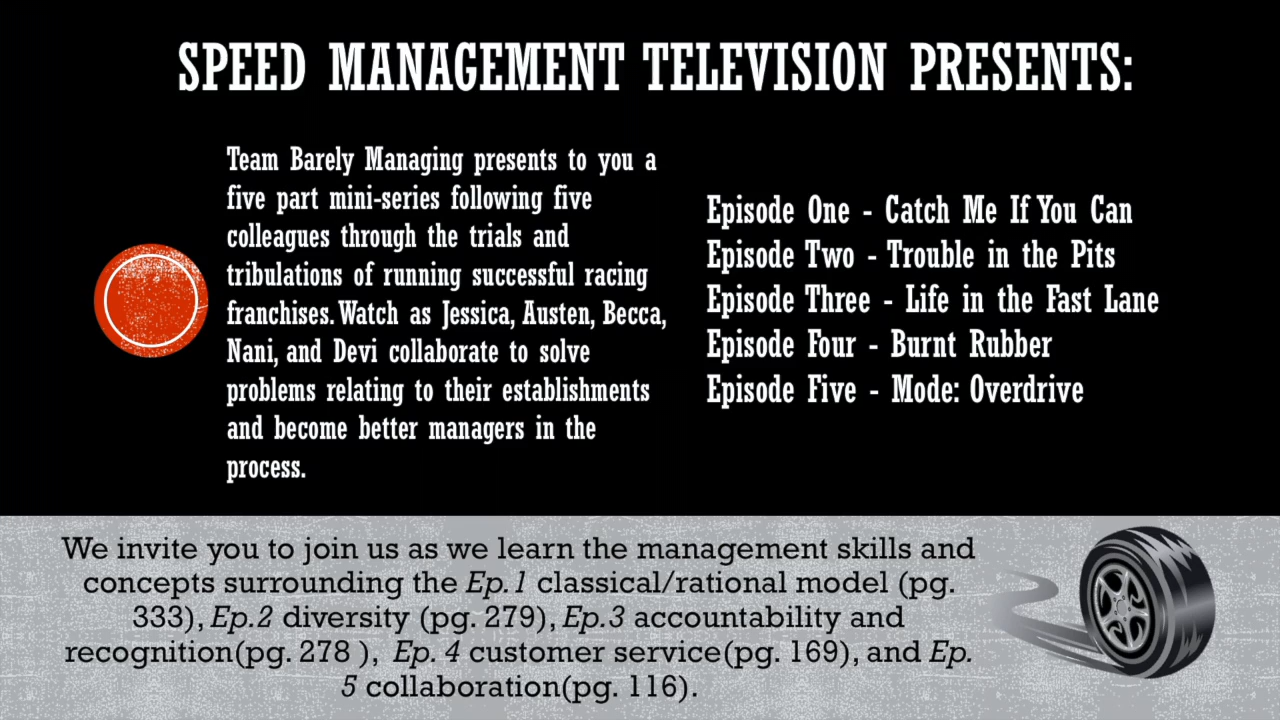 SPEED MANAGEMENT TELEVISION PRESENTS:
Team Barely Managing presents to you a
five part mini-series following five
colleagues through the trials and
tribulations of running successful racing
franchises. Watch as Jessica, Austen, Becca,
Nani, and Devi collaborate to solve
problems relating to their establishments
and become better managers in the
process.
Episode One - Catch Me If You Can
Episode Two - Trouble in the Pits
Episode Three - Life in the Fast Lane
Episode Four - Burnt Rubber
Episode Five - Mode: Overdrive
We invite you to join us as we learn the management skills and
concepts surrounding the Ep.1 classical/rational model (pg.
333), Ep.2 diversity (pg. 279), Ep.3 accountability and
recognition(pg. 278 ), Ep. 4 customer service(pg. 169), and Ep.
5 collaboration(pg. 116).